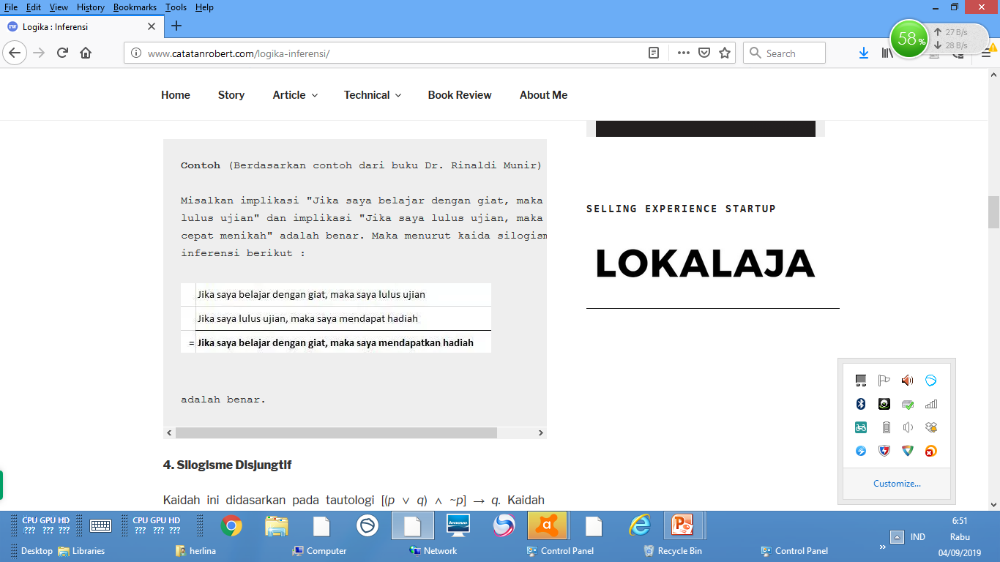 File Edit View History Bookmarks Tools Help
Logika : Inferensi
www.catatanrobert.com/logika-inferensi/
Search
58%
27 B/s
28 B/s
Home Story Article Technical Book Review About Me
Contoh (Berdasarkan contoh dari buku Dr. Rinaldi Munir)
Misalkan implikasi "Jika saya belajar dengan giat, maka
lulus ujian" dan implikasi "Jika saya lulus ujian, maka
cepat menikah" adalah benar. Maka menurut kaida silogism
inferensi berikut :
Jika saya belajar dengan giat, maka saya lulus ujian
Jika saya lulus ujian, maka saya mendapat hadiah
= Jika saya belajar dengan giat, maka saya mendapatkan hadiah
adalah benar.
4. Silogisme Disjungtif
Kaidah ini didasarkan pada tautologi [(p ∨ q) ∧ ~p] → q. Kaidah
SELLING EXPERIENCE STARTUP
LOKALAJA
Customize...
CPU GPU HD
??? ??? ???
CPU GPU HD
??? ??? ???
lenovo
6:51
IND Rabu
04/09/2019
Desktop Libraries herlina Computer Network Control Panel Recycle Bin Control Panel